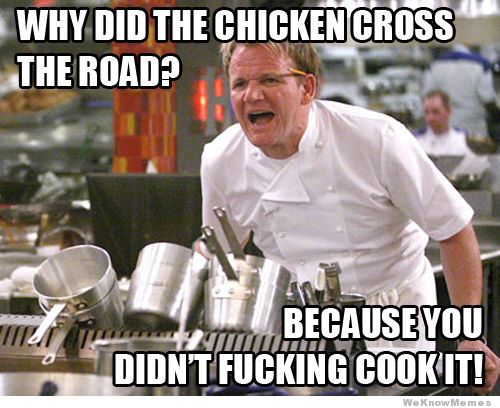 WHY DID THE CHICKEN CROSS
THE ROAD?
BECAUSE YOU
DIDN'T FUCKING COOK IT!
WeKnowMemes